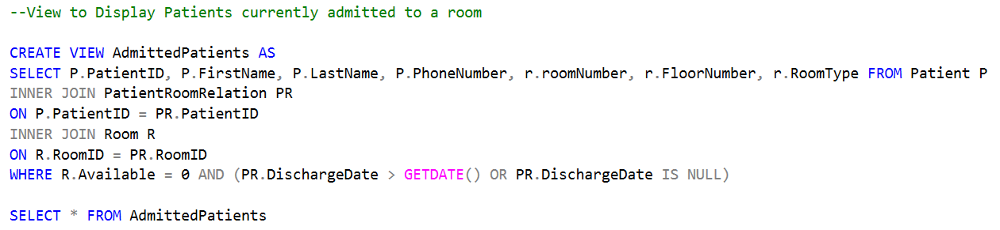 --View to Display Patients currently admitted to a room
CREATE VIEW AdmittedPatients AS
SELECT P.PatientID, P.FirstName, P.LastName, P.PhoneNumber, r.roomNumber, r.FloorNumber, r.RoomType FROM Patient P
INNER JOIN PatientRoomRelation PR
ON P.PatientID = PR.PatientID
INNER JOIN Room R
ON R.RoomID = PR.RoomID
WHERE R.Available = 0 AND (PR.DischargeDate > GETDATE() OR PR.DischargeDate IS NULL)
SELECT * FROM AdmittedPatients